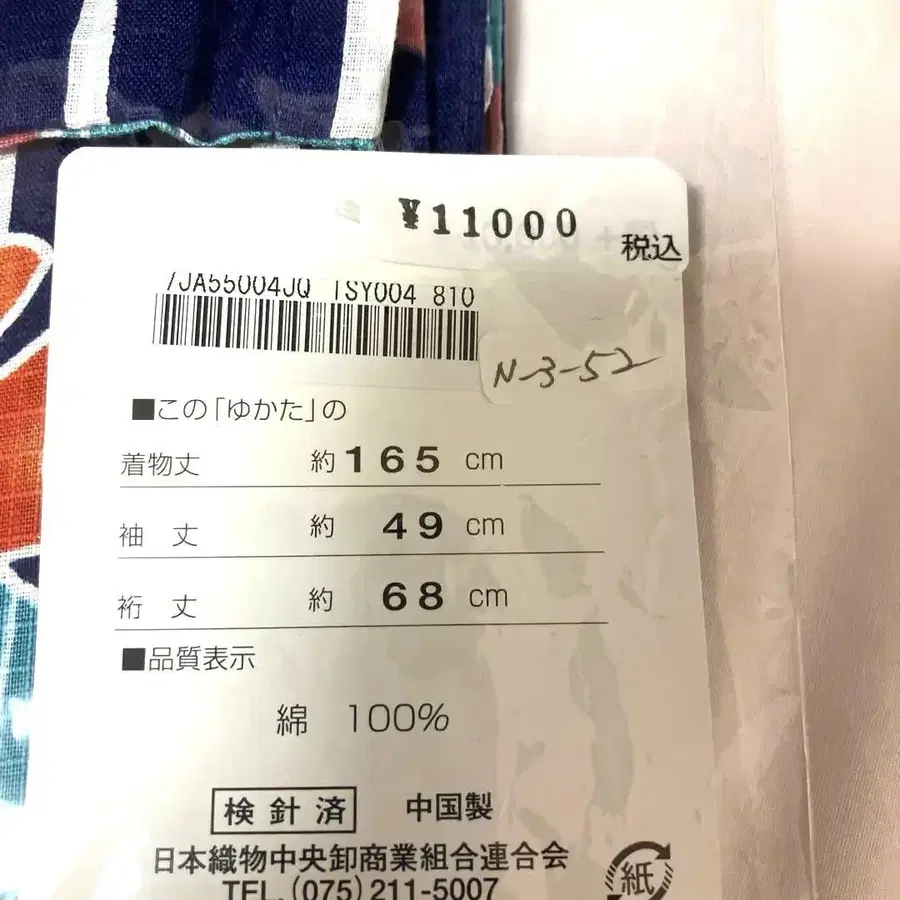 ¥11000
税込
7JA55004JQ TSY004 810
N-3-52
■この「ゆかた」の
着物丈 約165 cm
袖丈 約 49 cm
裄丈 約 68 cm
■品質表示
綿 100%
検針済 中国製
日本織物中央卸商業組合連合会
TEL.(075)211-5007
紙